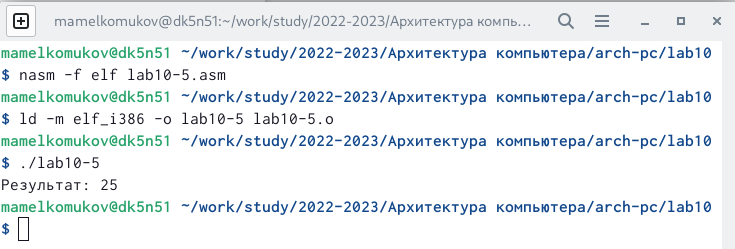 mamelkomukov@dk5n51:~/work/study/2022-2023/Архитектура компь...
mamelkomukov@dk5n51 ~/work/study/2022-2023/Архитектура компьютера/arch-pc/lab10
$ nasm -f elf lab10-5.asm
mamelkomukov@dk5n51 ~/work/study/2022-2023/Архитектура компьютера/arch-pc/lab10
$ ld -m elf_i386 -o lab10-5 lab10-5.o
mamelkomukov@dk5n51 ~/work/study/2022-2023/Архитектура компьютера/arch-pc/lab10
$ ./lab10-5
Результат: 25
mamelkomukov@dk5n51 ~/work/study/2022-2023/Архитектура компьютера/arch-pc/lab10
$